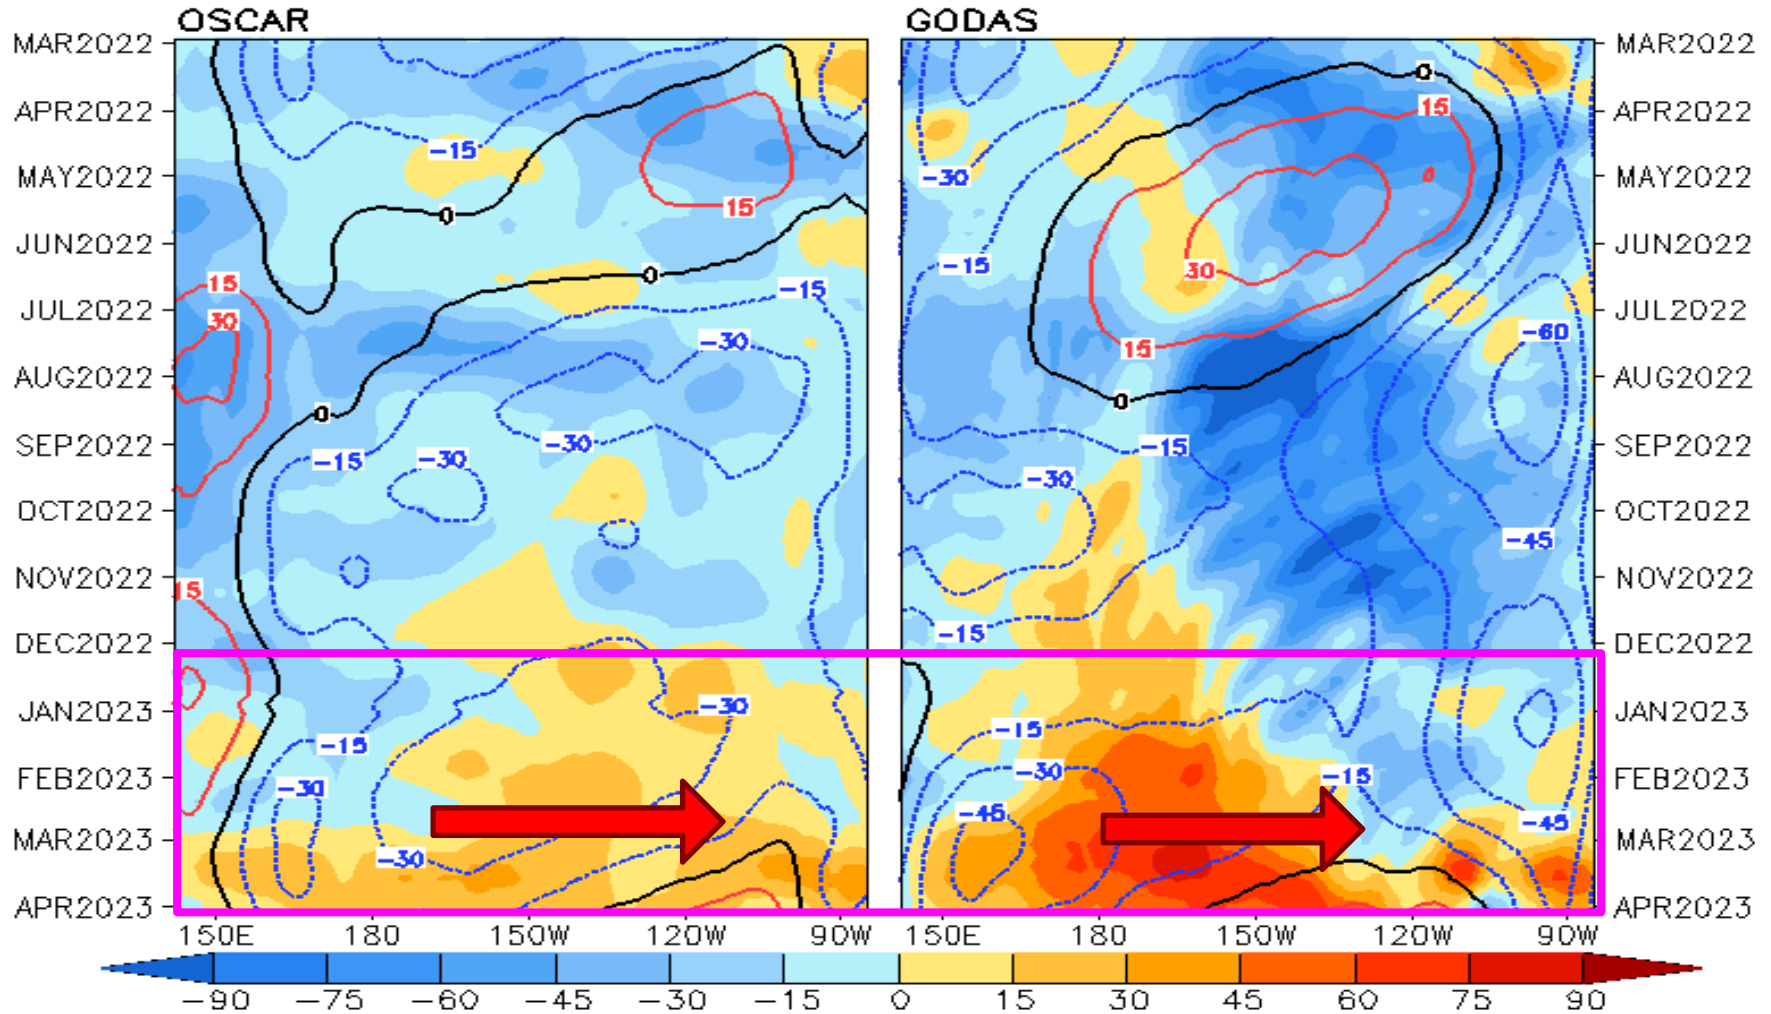 OSCAR
GODAS
MAR2022
APR2022
MAY2022
JUN2022
JUL2022
AUG2022
SEP2022
OCT2022
NOV2022
DEC2022
JAN2023
FEB2023
MAR2023
APR2023
-15
0
15
0
-15
15
30
-30
0
-15
-30
-30
15
-30
-15
-30
-30
150E 180 150W 120W 90W
0
15
-30
0
-15
30
15
-60
0
-15
-30
-45
-15
-15
-30
-15
-45
-45
150E 180 150W 120W 90W
MAR2022
APR2022
MAY2022
JUN2022
JUL2022
AUG2022
SEP2022
OCT2022
NOV2022
DEC2022
JAN2023
FEB2023
MAR2023
APR2023
-90 -75 -60 -45 -30 -15 0 15 30 45 60 75 90